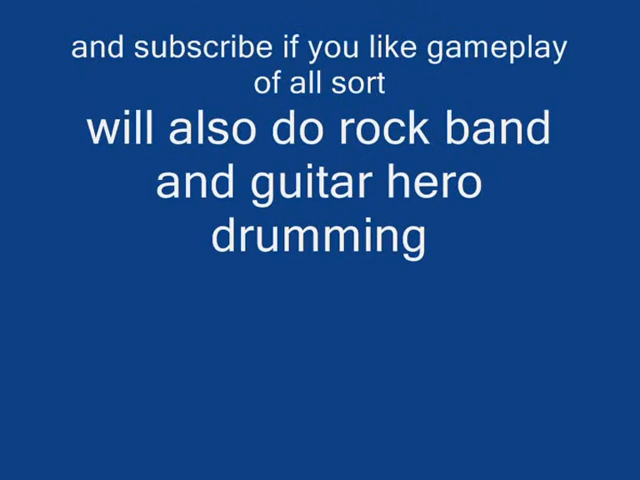 and subscribe if you like gameplay
of all sort
will also do rock band
and guitar hero
drumming